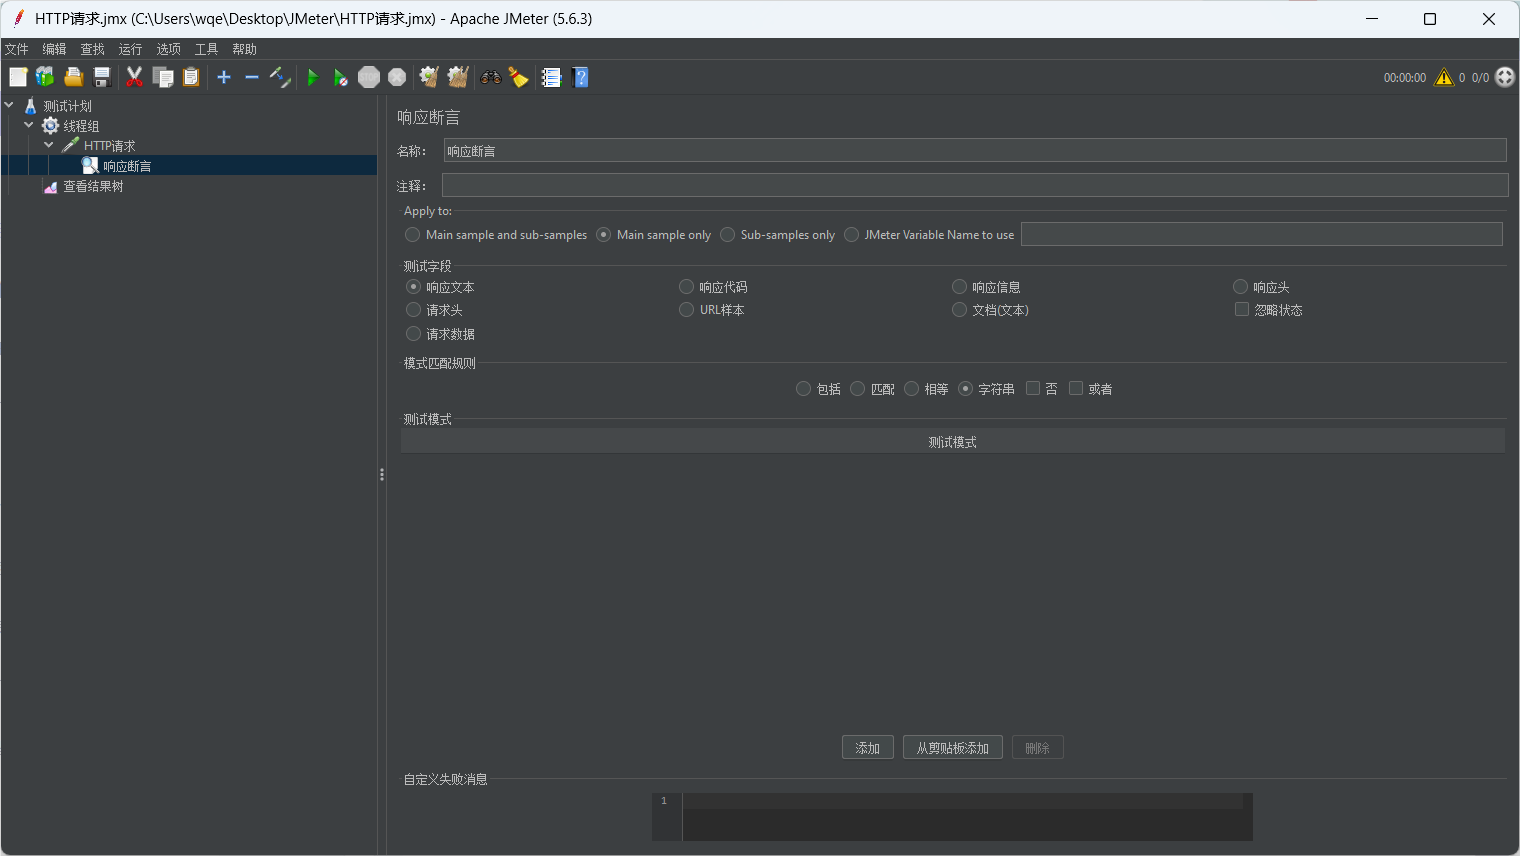 HTTP请求.jmx (C:\Users\wqe\Desktop\JMeter\HTTP请求.jmx) - Apache JMeter (5.6.3)
文件 编辑 查找 运行 选项 工具 帮助
STOP
00:00:00 0 0/0
测试计划
线程组
HTTP请求
响应断言
查看结果树
响应断言
名称： 响应断言
注释：
Apply to:
Main sample and sub-samples Main sample only Sub-samples only JMeter Variable Name to use
测试字段
响应文本 响应代码 响应信息 响应头
请求头 URL样本 文档(文本) 忽略状态
请求数据
模式匹配规则
包括 匹配 相等 字符串 否 或者
测试模式
测试模式
添加 从剪贴板添加 删除
自定义失败消息
1